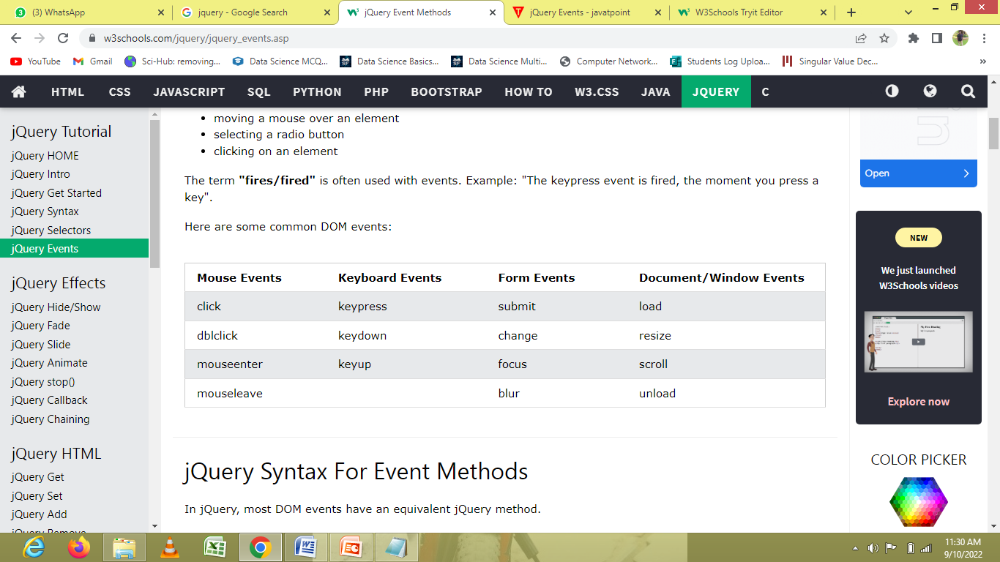 (3) WhatsApp
jquery - Google Search
jQuery Event Methods
jQuery Events - javatpoint
W3Schools Tryit Editor
w3schools.com/jquery/jquery_events.asp
YouTube
Gmail
Sci-Hub: removing...
Data Science MCQ...
Data Science Basics...
Data Science Multi...
Computer Network...
Students Log Uploa...
Singular Value Dec...
HTML CSS JAVASCRIPT SQL PYTHON PHP BOOTSTRAP HOW TO W3.CSS JAVA JQUERY C
jQuery Tutorial
jQuery HOME
jQuery Intro
jQuery Get Started
jQuery Syntax
jQuery Selectors
jQuery Events
jQuery Effects
jQuery Hide/Show
jQuery Fade
jQuery Slide
jQuery Animate
jQuery stop()
jQuery Callback
jQuery Chaining
jQuery HTML
jQuery Get
jQuery Set
jQuery Add
jQuery Remove
• moving a mouse over an element
• selecting a radio button
• clicking on an element
The term "fires/fired" is often used with events. Example: "The keypress event is fired, the moment you press a
key".
Here are some common DOM events:
Mouse Events Keyboard Events Form Events Document/Window Events
click keypress submit load
dblclick keydown change resize
mouseenter keyup focus scroll
mouseleave blur unload
jQuery Syntax For Event Methods
In jQuery, most DOM events have an equivalent jQuery method.
Open
NEW
We just launched
W3Schools videos
Explore now
COLOR PICKER
11:30 AM
9/10/2022